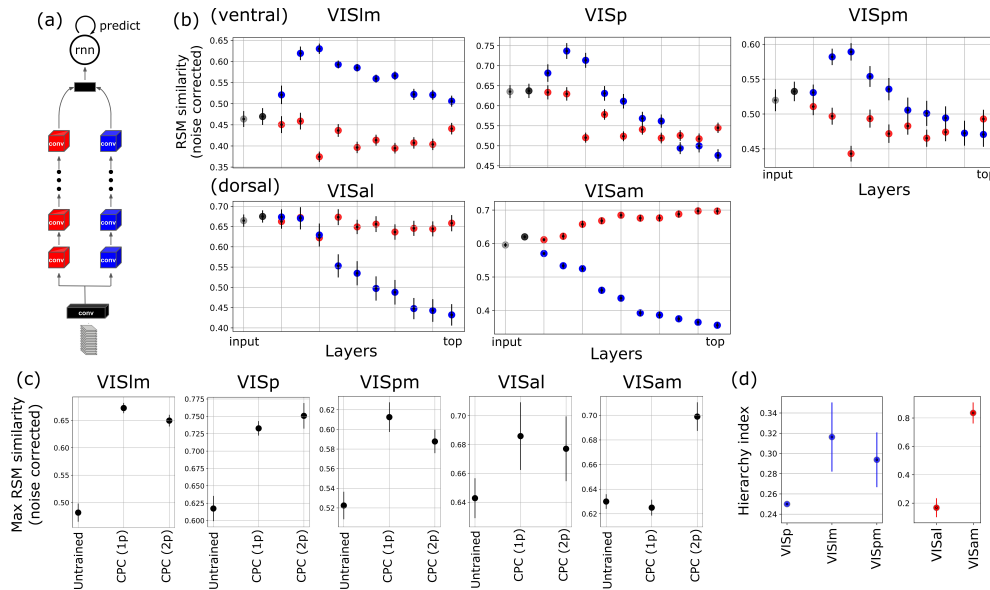 (a)
predict
rnn
conv
conv
conv
conv
conv
conv
conv
(b)
(ventral)
VISlm
VISp
VISpm
RSM similarity
(noise corrected)
0.65
0.60
0.55
0.50
0.45
0.40
0.35
0.75
0.70
0.65
0.60
0.55
0.50
0.45
0.60
0.55
0.50
0.45
input
top
Layers
(dorsal)
VISal
VISam
0.70
0.65
0.60
0.55
0.50
0.45
0.40
0.7
0.6
0.5
0.4
input
top
Layers
input
top
Layers
(c)
VISlm
VISp
VISpm
VISal
VISam
Max RSM similarity
(noise corrected)
0.65
0.60
0.55
0.50
0.775
0.750
0.725
0.700
0.675
0.650
0.625
0.600
0.62
0.60
0.58
0.56
0.54
0.52
0.70
0.68
0.66
0.64
0.70
0.68
0.66
0.64
0.62
Untrained
CPC (1p)
CPC (2p)
Untrained
CPC (1p)
CPC (2p)
Untrained
CPC (1p)
CPC (2p)
Untrained
CPC (1p)
CPC (2p)
Untrained
CPC (1p)
CPC (2p)
(d)
Hierarchy index
0.34
0.32
0.30
0.28
0.26
0.24
0.8
0.6
0.4
0.2
VISp
VISlm
VISpm
VISal
VISam